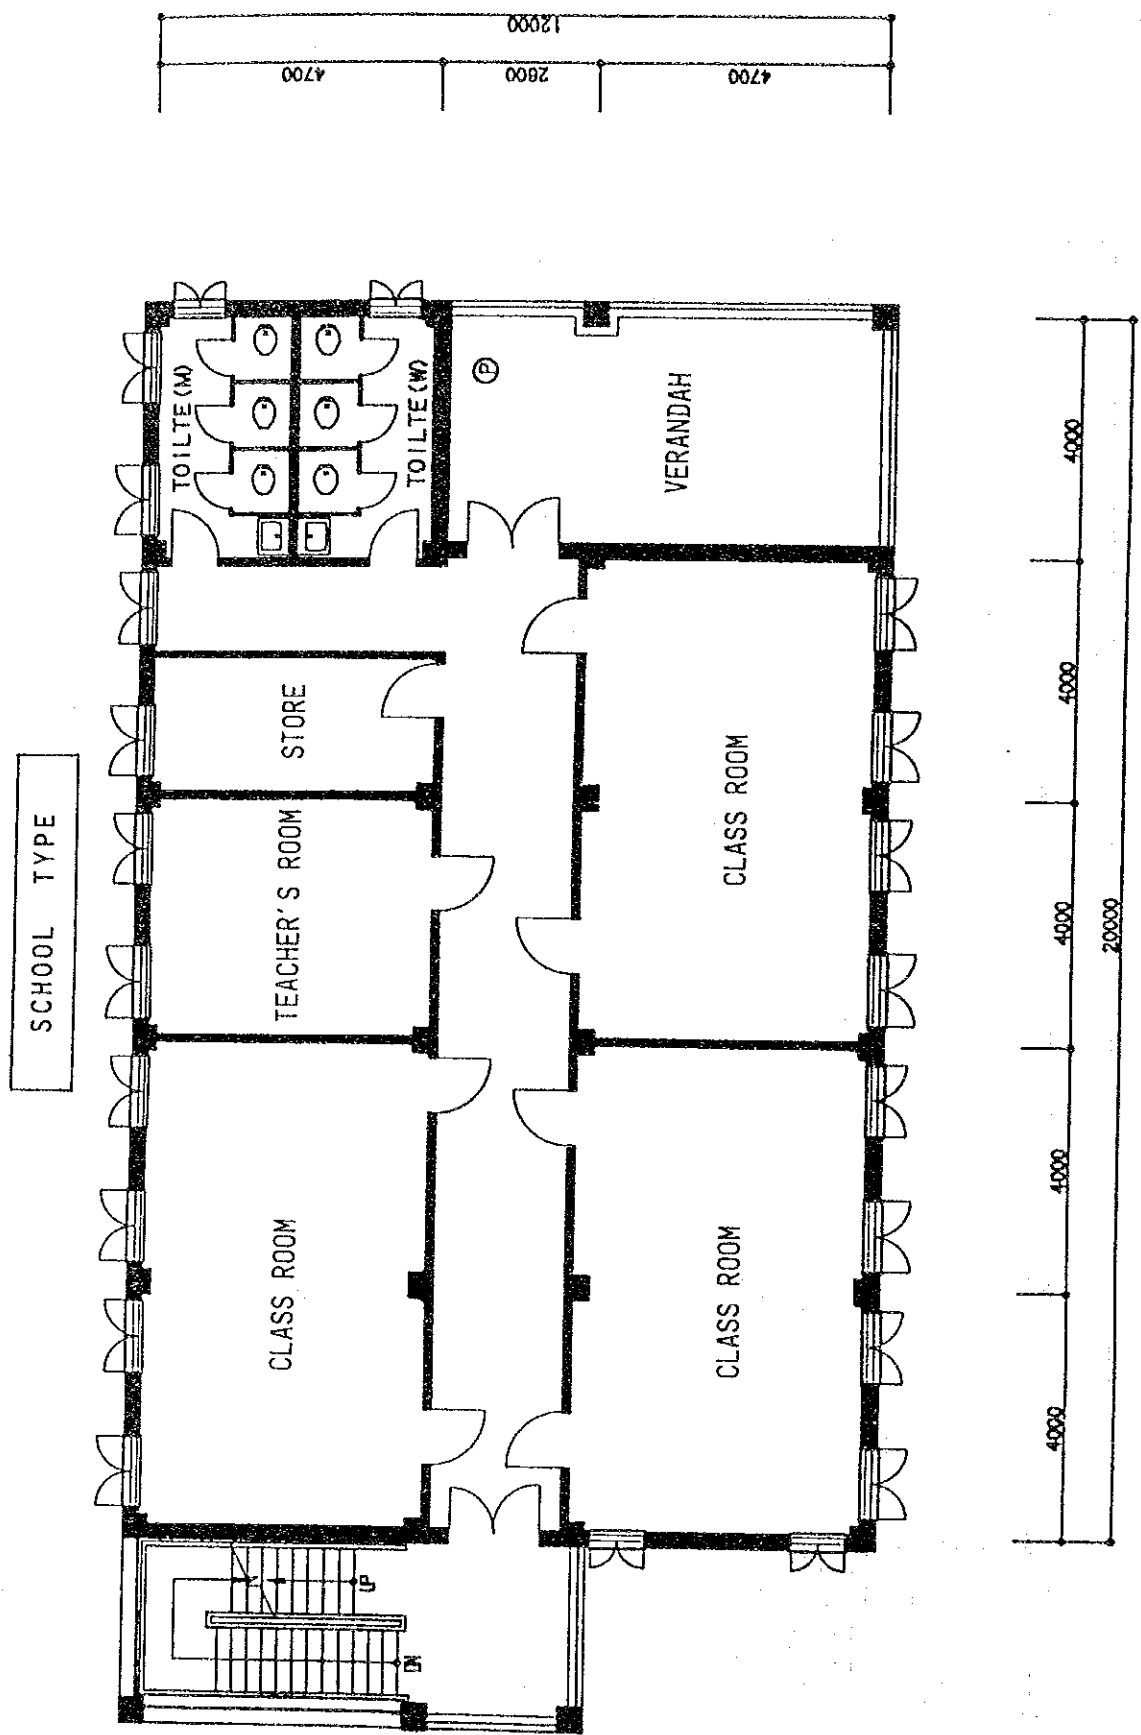 SCHOOL TYPE
12000
4700
2600
4700
TOILTE(M)
TOILTE(W)
P
VERANDAH
STORE
TEACHER'S ROOM
CLASS ROOM
CLASS ROOM
CLASS ROOM
UP
DN
4000
4000
4000
4000
4000
20000